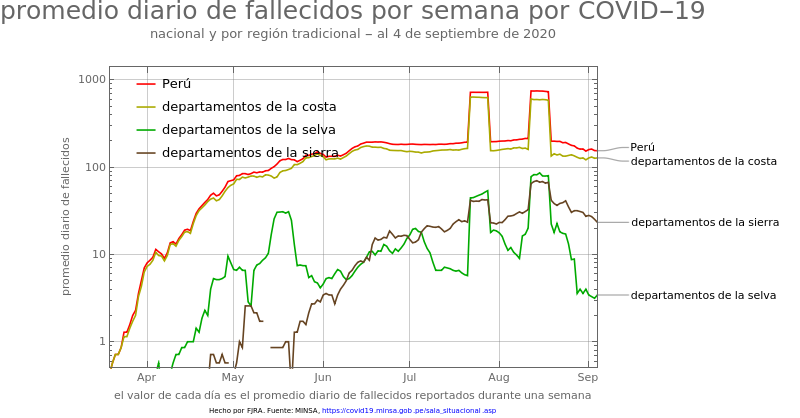 promedio diario de fallecidos por semana por COVID−19
nacional y por región tradicional − al 4 de septiembre de 2020
promedio diario de fallecidos
1000
100
10
1
Perú
departamentos de la costa
departamentos de la selva
departamentos de la sierra
Perú
departamentos de la costa
departamentos de la sierra
departamentos de la selva
Apr May Jun Jul Aug Sep
el valor de cada día es el promedio diario de fallecidos reportados durante una semana
Hecho por FJRA. Fuente: MINSA, https://covid19.minsa.gob.pe/sala_situacional.asp